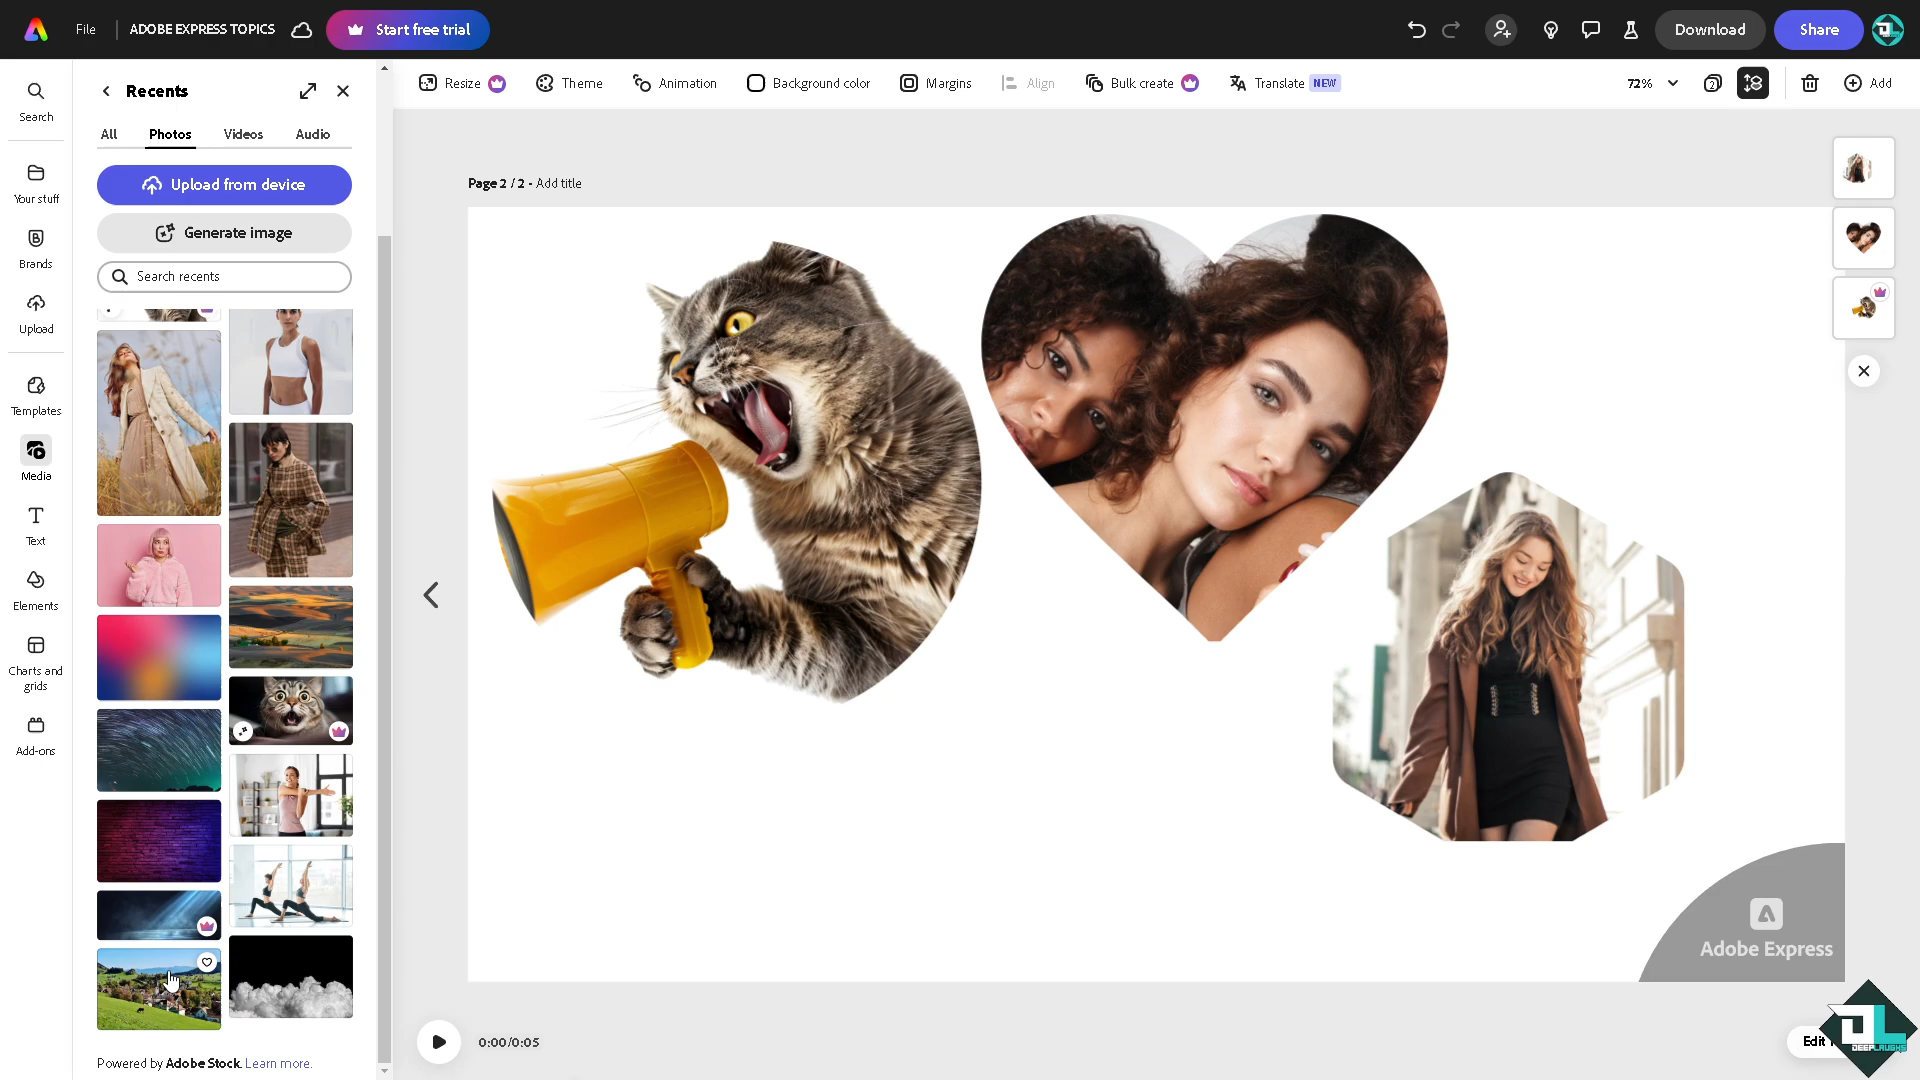 File
ADOBE EXPRESS TOPICS
Start free trial
Download
Share
Search
Your stuff
Brands
Upload
Templates
Media
Text
Elements
Charts and
grids
Add-ons
Recents
All
Photos
Videos
Audio
Upload from device
Generate image
Search recents
Powered by Adobe Stock. Learn more.
Resize
Theme
Animation
Background color
Margins
Align
Bulk create
Translate NEW
72%
2
Add
Page 2 / 2 - Add title
Adobe Express
0:00/0:05
Edit
JL
DEEPLAUGHS